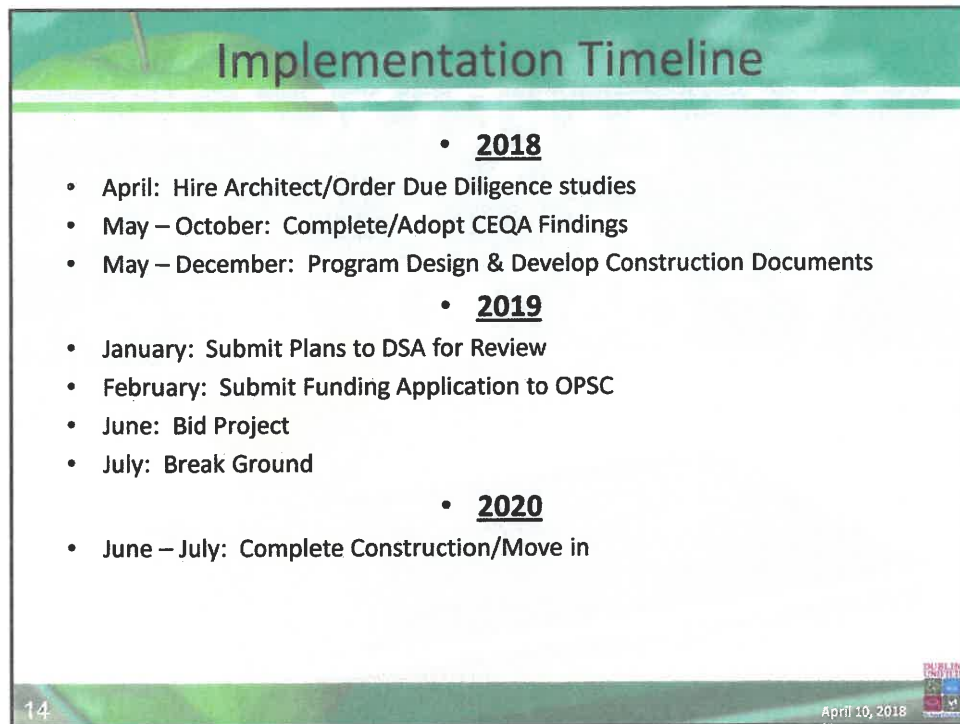 Implementation Timeline
• 2018
• April: Hire Architect/Order Due Diligence studies
• May – October: Complete/Adopt CEQA Findings
• May – December: Program Design & Develop Construction Documents
• 2019
• January: Submit Plans to DSA for Review
• February: Submit Funding Application to OPSC
• June: Bid Project
• July: Break Ground
• 2020
• June – July: Complete Construction/Move in
14
April 10, 2018
DUBLIN
UNIFIED